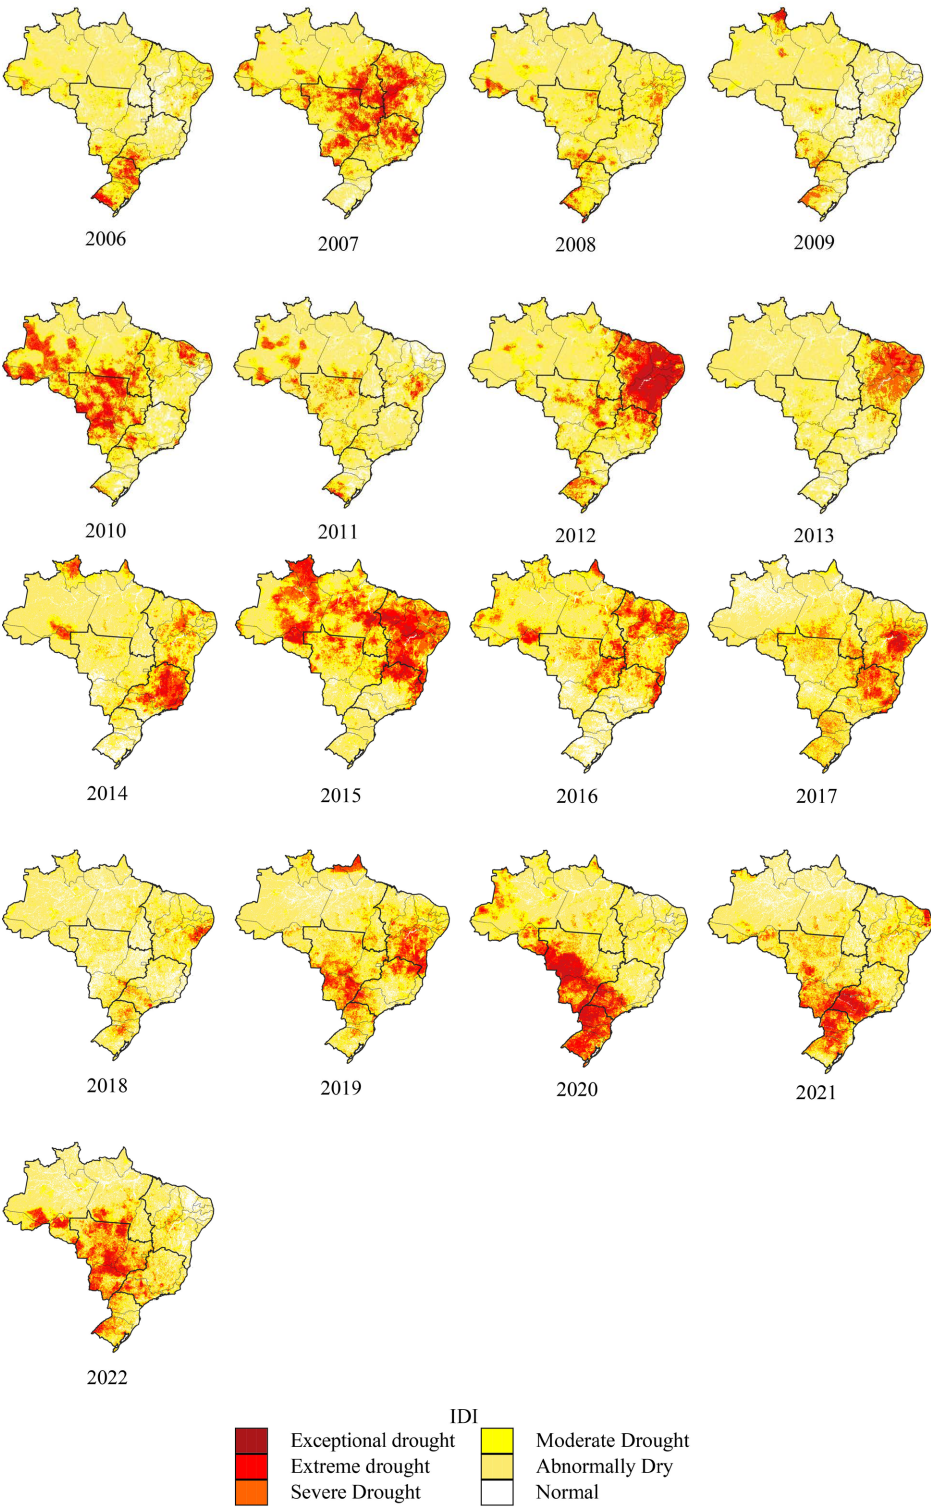 2006
2007
2008
2009
2010
2011
2012
2013
2014
2015
2016
2017
2018
2019
2020
2021
2022
IDI
Exceptional drought
Moderate Drought
Extreme drought
Abnormally Dry
Severe Drought
Normal